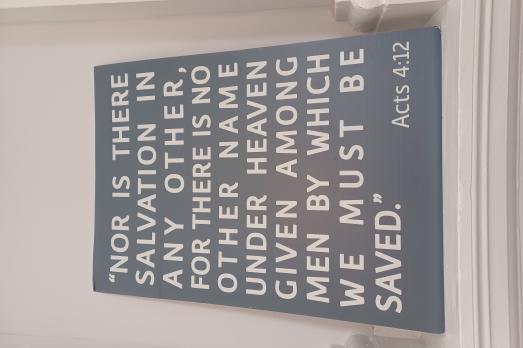 “NOR IS THERE
SALVATION IN
ANY OTHER,
FOR THERE IS NO
OTHER NAME
UNDER HEAVEN
GIVEN AMONG
MEN BY WHICH
WE MUST BE
SAVED.”
Acts 4:12